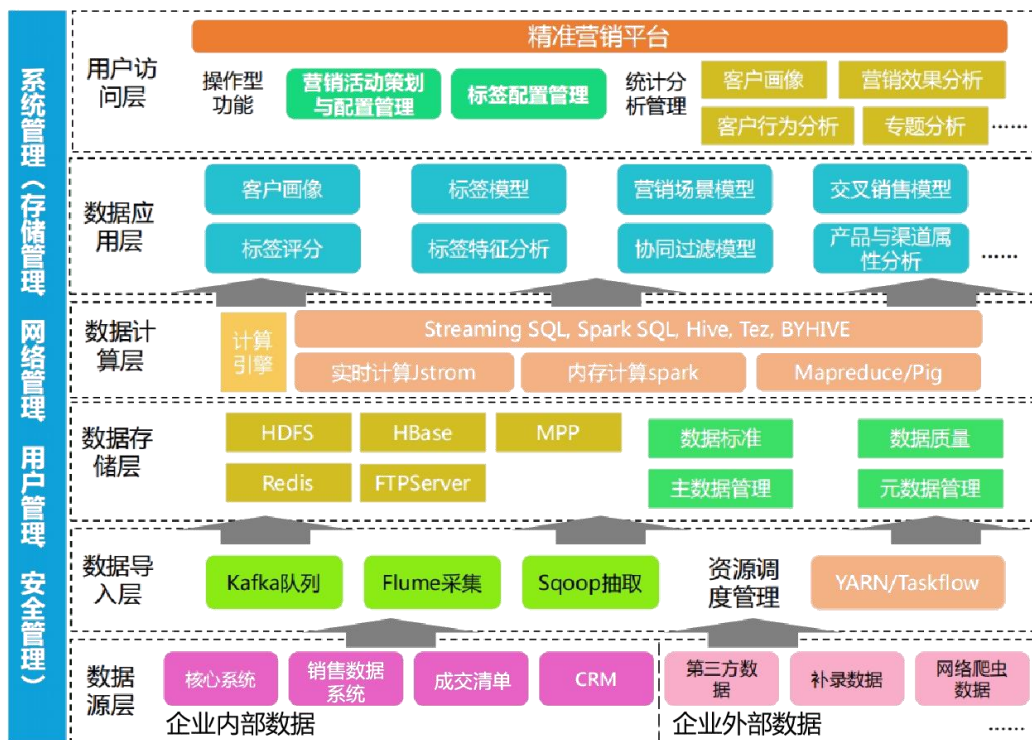 系统管理（存储管理、网络管理、用户管理、安全管理）
用户访
问层
精准营销平台
操作型
功能
营销活动策划
与配置管理
标签配置管理
统计分
析管理
客户画像
营销效果分析
客户行为分析
专题分析
……
数据应
用层
客户画像
标签模型
营销场景模型
交叉销售模型
标签评分
标签特征分析
协同过滤模型
产品与渠道属
性分析
……
数据计
算层
计算
引擎
Streaming SQL, Spark SQL, Hive, Tez, BYHIVE
实时计算Jstrom
内存计算spark
Mapreduce/Pig
数据存
储层
HDFS
HBase
MPP
数据标准
数据质量
Redis
FTPServer
主数据管理
元数据管理
数据导
入层
Kafka队列
Flume采集
Sqoop抽取
资源调
度管理
YARN/Taskflow
数据
源层
核心系统
销售数据
系统
成交清单
CRM
第三方数
据
补录数据
网络爬虫
数据
企业内部数据
企业外部数据
……